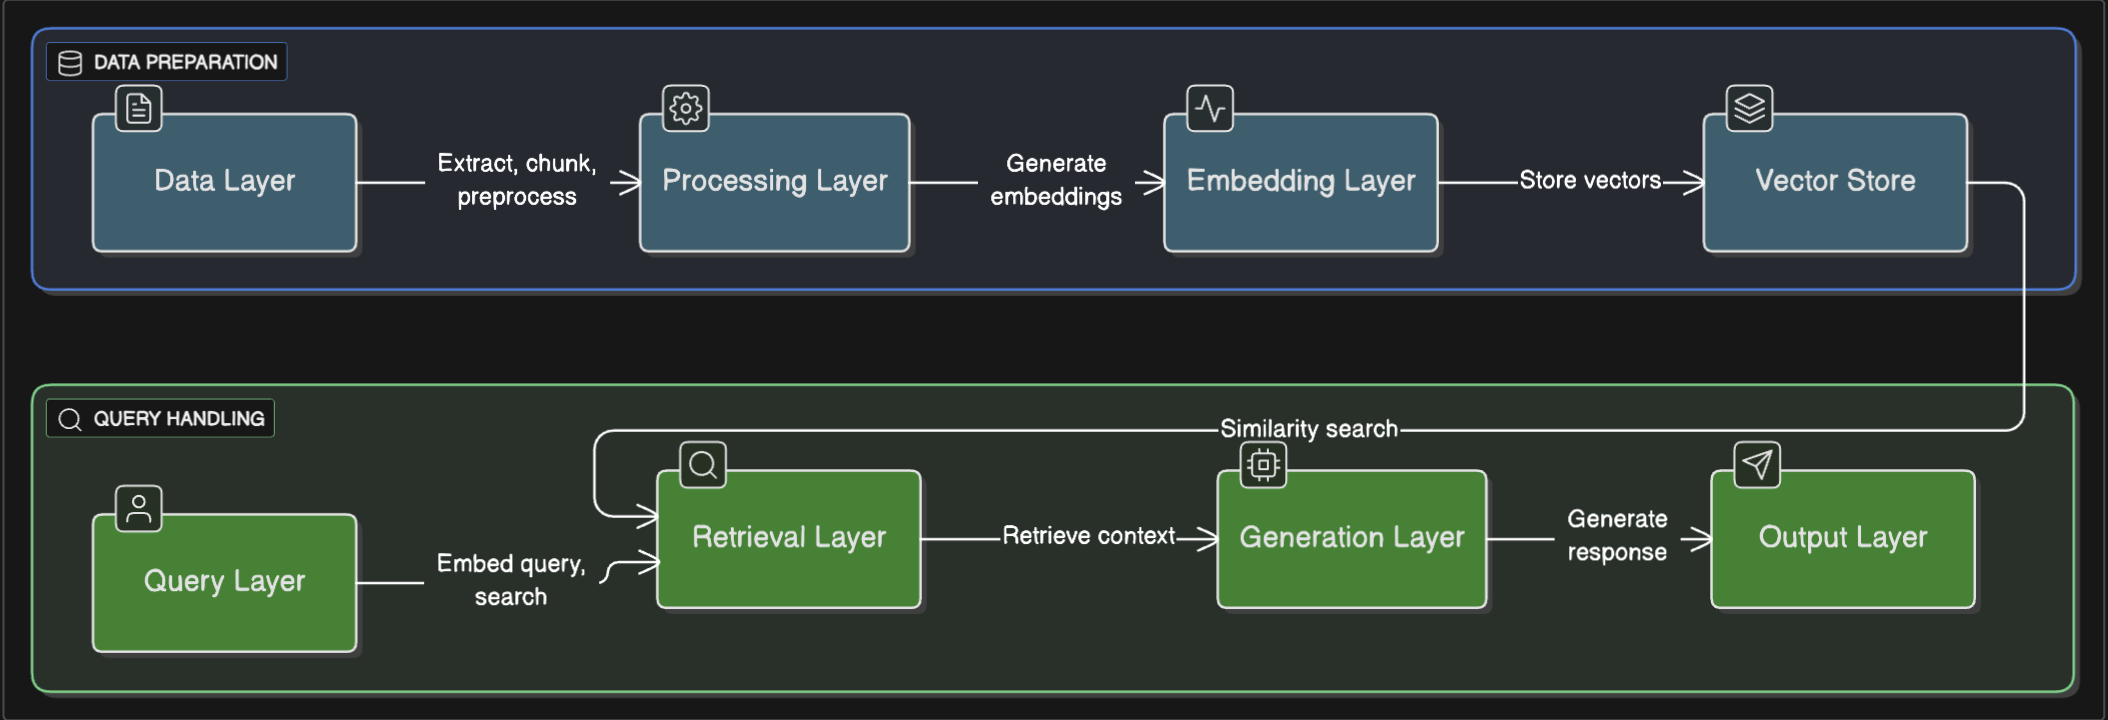 DATA PREPARATION
Data Layer
Extract, chunk,
preprocess
Processing Layer
Generate
embeddings
Embedding Layer
Store vectors
Vector Store
QUERY HANDLING
Similarity search
Query Layer
Embed query,
search
Retrieval Layer
Retrieve context
Generation Layer
Generate
response
Output Layer